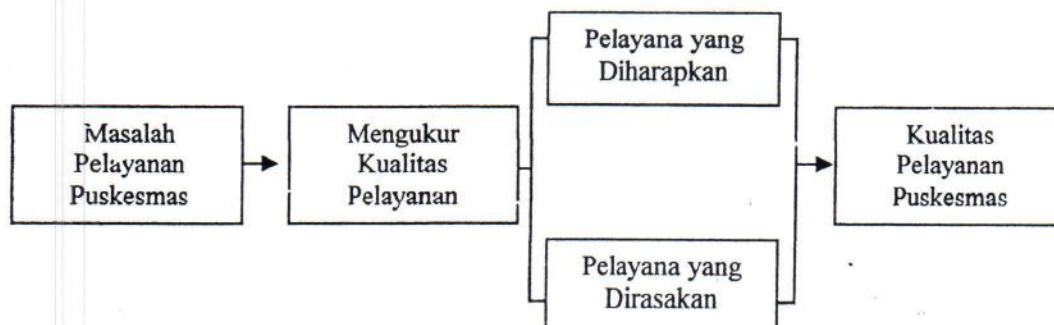 Masalah
Pelayanan
Puskesmas
Mengukur
Kualitas
Pelayanan
Pelayana yang
Diharapkan
Pelayana yang
Dirasakan
Kualitas
Pelayanan
Puskesmas